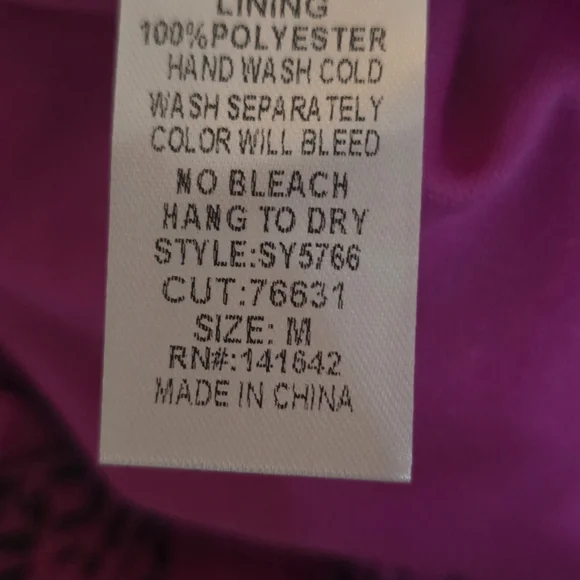 LINING
100%POLYESTER
HAND WASH COLD
WASH SEPARATELY
COLOR WILL BLEED
NO BLEACH
HANG TO DRY
STYLE:SY5766
CUT:76631
SIZE: M
RN#:141642
MADE IN CHINA